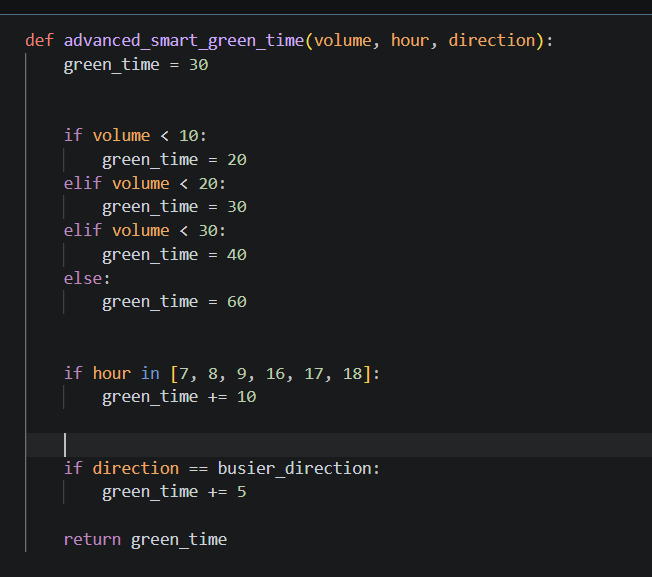 def advanced_smart_green_time(volume, hour, direction):
    green_time = 30
    if volume < 10:
        green_time = 20
    elif volume < 20:
        green_time = 30
    elif volume < 30:
        green_time = 40
    else:
        green_time = 60
    if hour in [7, 8, 9, 16, 17, 18]:
        green_time += 10
    if direction == busier_direction:
        green_time += 5
    return green_time